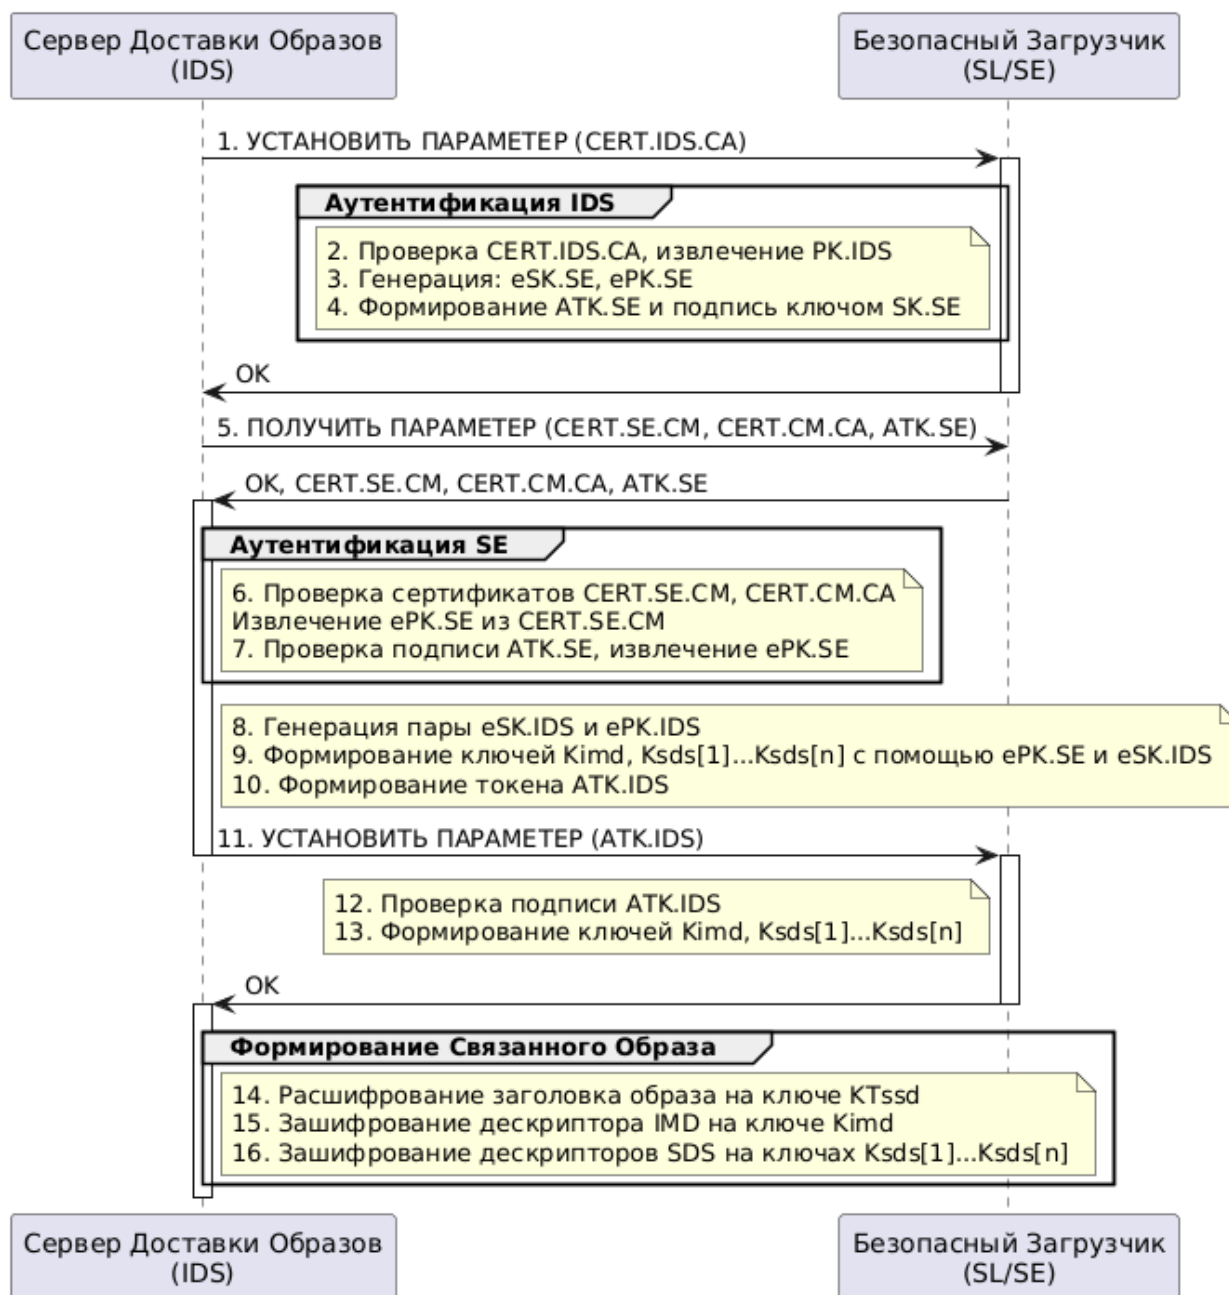 Сервер Доставки Образов
(IDS)
Безопасный Загрузчик
(SL/SE)
1. УСТАНОВИТЬ ПАРАМЕТР (CERT.IDS.CA)
Аутентификация IDS
2. Проверка CERT.IDS.CA, извлечение PK.IDS
3. Генерация: eSK.SE, ePK.SE
4. Формирование ATK.SE и подпись ключом SK.SE
OK
5. ПОЛУЧИТЬ ПАРАМЕТЕР (CERT.SE.CM, CERT.CM.CA, ATK.SE)
OK, CERT.SE.CM, CERT.CM.CA, ATK.SE
Аутентификация SE
6. Проверка сертификатов CERT.SE.CM, CERT.CM.CA
Извлечение ePK.SE из CERT.SE.CM
7. Проверка подписи ATK.SE, извлечение ePK.SE
8. Генерация пары eSK.IDS и ePK.IDS
9. Формирование ключей Kimd, Ksds[1]...Ksds[n] с помощью ePK.SE и eSK.IDS
10. Формирование токена ATK.IDS
11. УСТАНОВИТЬ ПАРАМЕТЕР (ATK.IDS)
12. Проверка подписи ATK.IDS
13. Формирование ключей Kimd, Ksds[1]...Ksds[n]
OK
Формирование Связанного Образа
14. Расшифрование заголовка образа на ключе KTssd
15. Зашифрование дескриптора IMD на ключе Kimd
16. Зашифрование дескрипторов SDS на ключах Ksds[1]...Ksds[n]
Сервер Доставки Образов
(IDS)
Безопасный Загрузчик
(SL/SE)